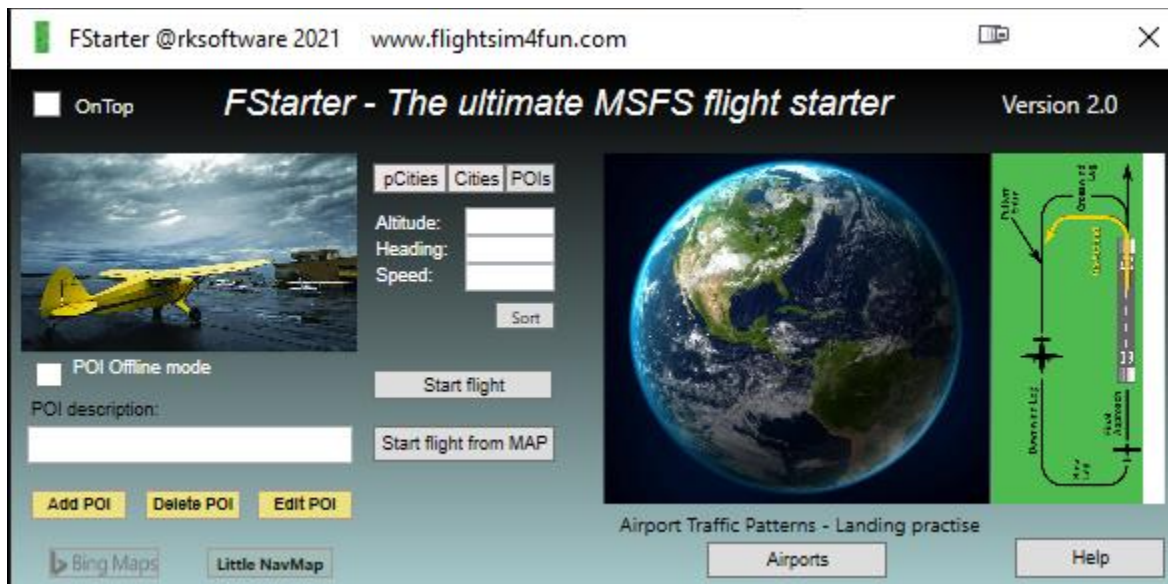 FStarter @rksoftware 2021 www.flightsim4fun.com
OnTop
FStarter - The ultimate MSFS flight starter
Version 2.0
pCities Cities POIs
Altitude:
Heading:
Speed:
Sort
POI Offline mode
Start flight
POI description:
Start flight from MAP
Add POI Delete POI Edit POI
Bing Maps Little NavMap
Airport Traffic Patterns - Landing practise
Airports
Help